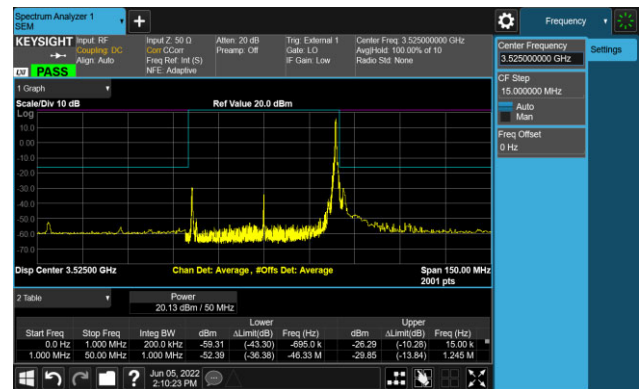 Spectrum Analyzer 1
SEM
Frequency
KEYSIGHT
Input: RF
Coupling: DC
Align: Auto
Input Z: 50 Ω
Corr CCorr
Freq Ref: Int (S)
NFE: Adaptive
Atten: 20 dB
Preamp: Off
Trig: External 1
Gate: LO
IF Gain: Low
Center Freq: 3.525000000 GHz
Avg|Hold: 100.00% of 10
Radio Std: None
LXI
PASS
Center Frequency
3.525000000 GHz
Settings
CF Step
15.000000 MHz
Auto
Man
Freq Offset
0 Hz
1 Graph
Scale/Div 10 dB
Ref Value 20.0 dBm
Log
10.0
0.00
-10.0
-20.0
-30.0
-40.0
-50.0
-60.0
-70.0
Disp Center 3.52500 GHz
Chan Det: Average, #Offs Det: Average
Span 150.00 MHz
2001 pts
2 Table
Power
20.13 dBm / 50 MHz
Lower Upper
Start Freq Stop Freq Integ BW dBm ΔLimit(dB) Freq (Hz) dBm ΔLimit(dB) Freq (Hz)
0.0 Hz 1.000 MHz 200.0 kHz -59.31 (-43.30) -695.0 k -26.29 (-10.28) 15.00 k
1.000 MHz 50.00 MHz 1.000 MHz -52.39 (-36.38) -46.33 M -29.85 (-13.84) 1.245 M
?
Jun 05, 2022
2:10:23 PM